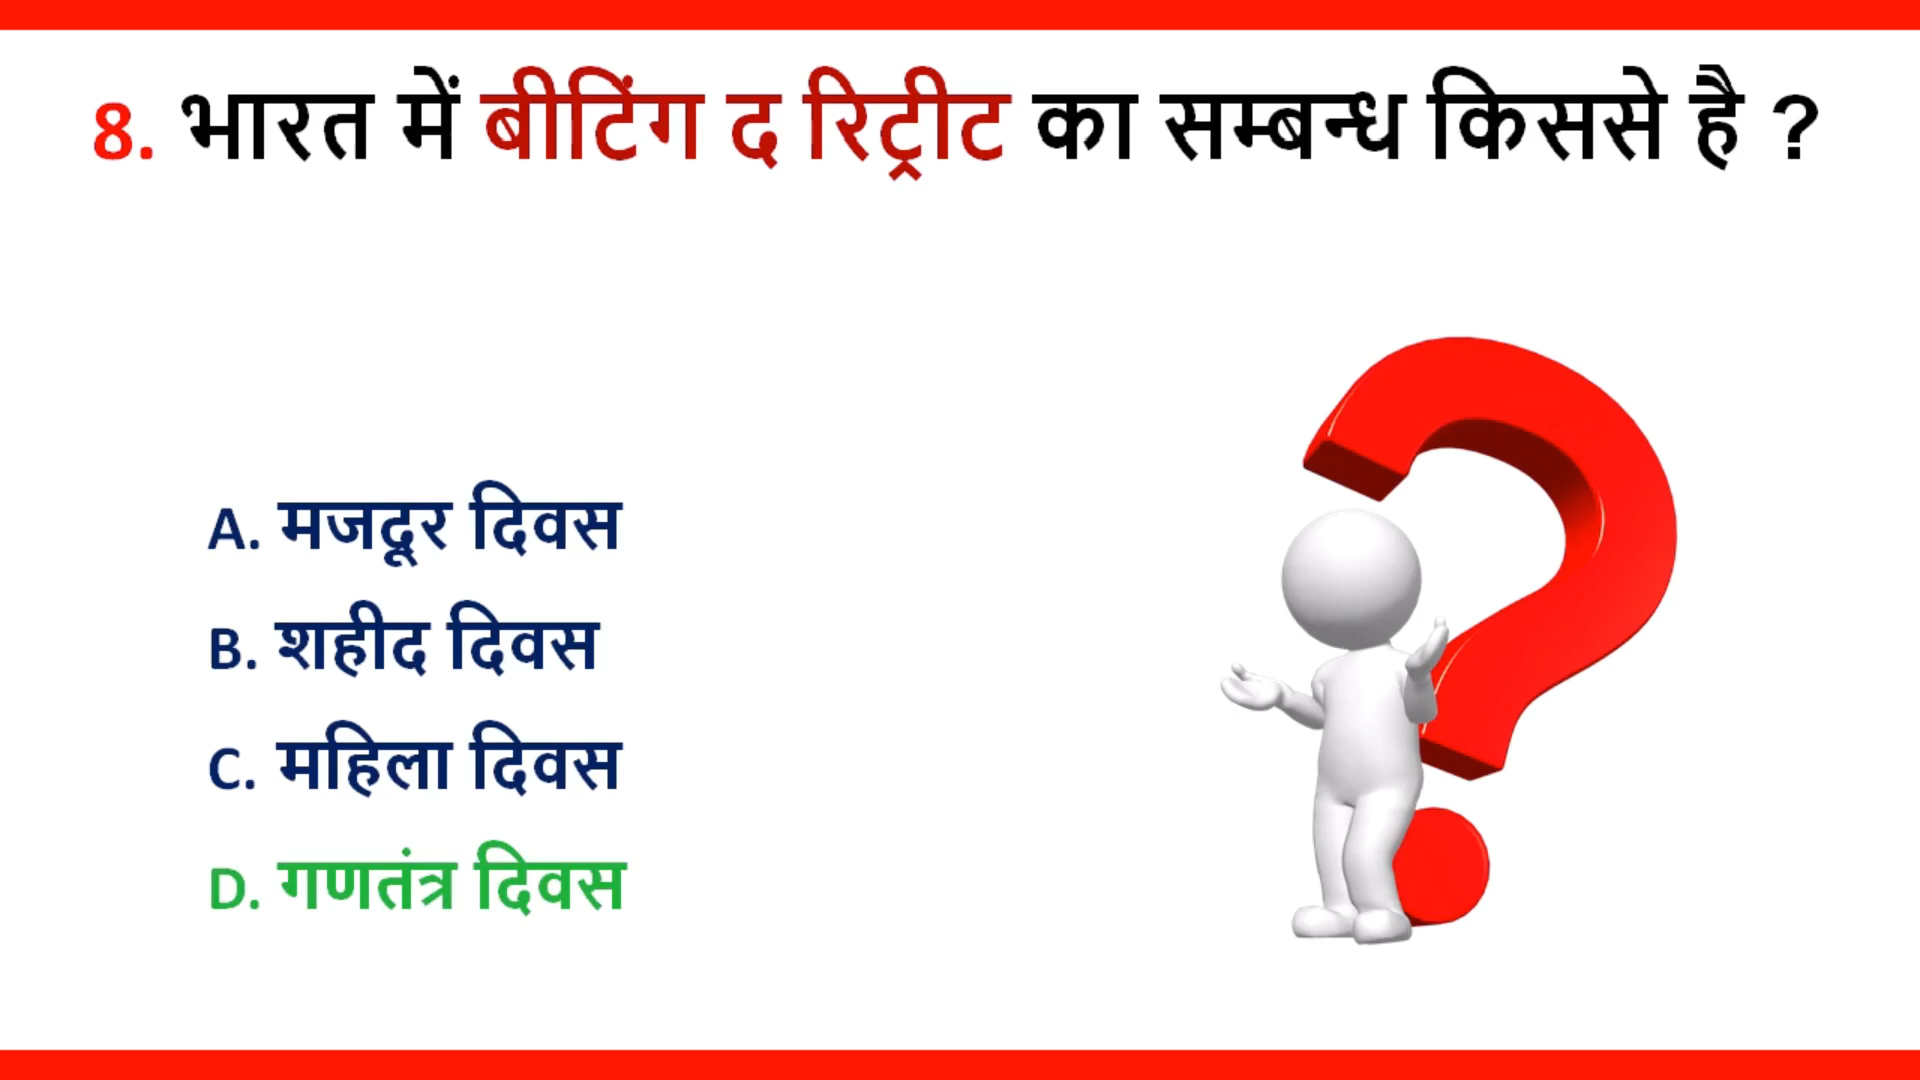 8. भारत में बीटिंग द रिट्रीट का सम्बन्ध किससे है ?
A. मजदूर दिवस
B. शहीद दिवस
C. महिला दिवस
D. गणतंत्र दिवस